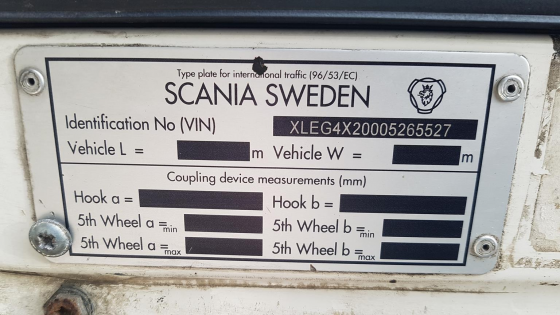 Type plate for international traffic (96/53/EC)
SCANIA SWEDEN
Identification No (VIN) XLEG4X20005265527
Vehicle L = m Vehicle W = m
Coupling device measurements (mm)
Hook a = Hook b =
5th Wheel a =min 5th Wheel b =min
5th Wheel a =max 5th Wheel b =max